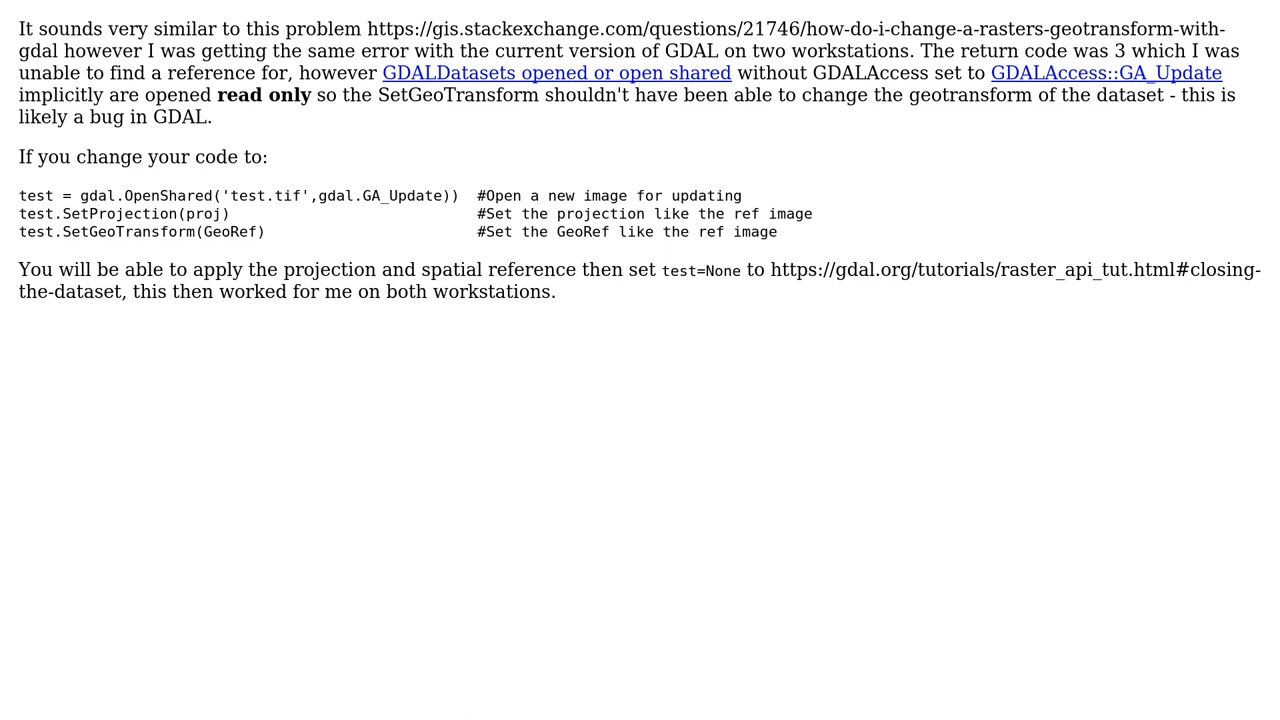 It sounds very similar to this problem https://gis.stackexchange.com/questions/21746/how-do-i-change-a-rasters-geotransform-with-
gdal however I was getting the same error with the current version of GDAL on two workstations. The return code was 3 which I was
unable to find a reference for, however GDALDatasets opened or open shared without GDALAccess set to GDALAccess::GA_Update
implicitly are opened read only so the SetGeoTransform shouldn't have been able to change the geotransform of the dataset - this is
likely a bug in GDAL.
If you change your code to:
test = gdal.OpenShared('test.tif',gdal.GA_Update))  #Open a new image for updating
test.SetProjection(proj)                            #Set the projection like the ref image
test.SetGeoTransform(GeoRef)                        #Set the GeoRef like the ref image
You will be able to apply the projection and spatial reference then set test=None to https://gdal.org/tutorials/raster_api_tut.html#closing-
the-dataset, this then worked for me on both workstations.